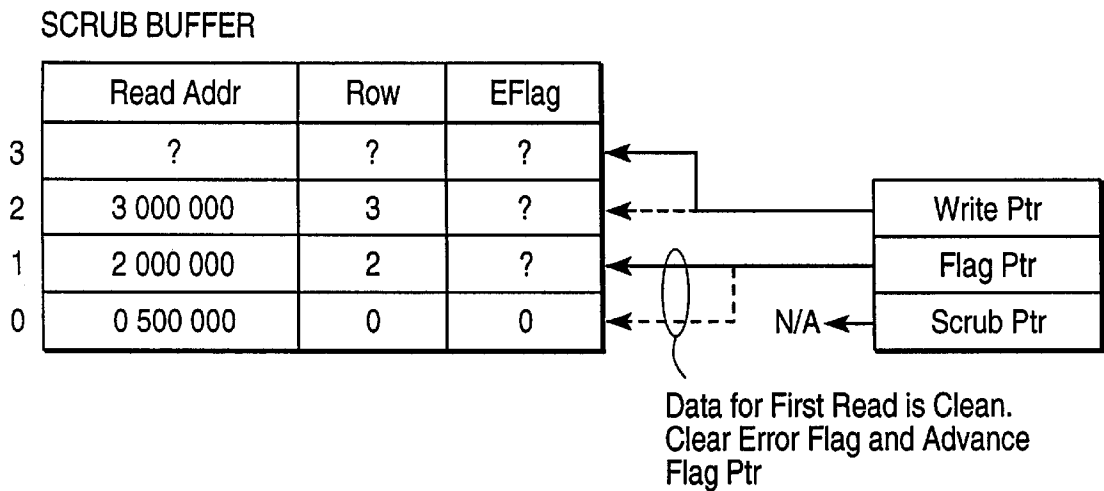 SCRUB BUFFER
Read Addr Row EFlag
3 ? ? ?
2 3 000 000 3 ? Write Ptr
1 2 000 000 2 ? Flag Ptr
0 0 500 000 0 0 N/A Scrub Ptr
Data for First Read is Clean.
Clear Error Flag and Advance
Flag Ptr